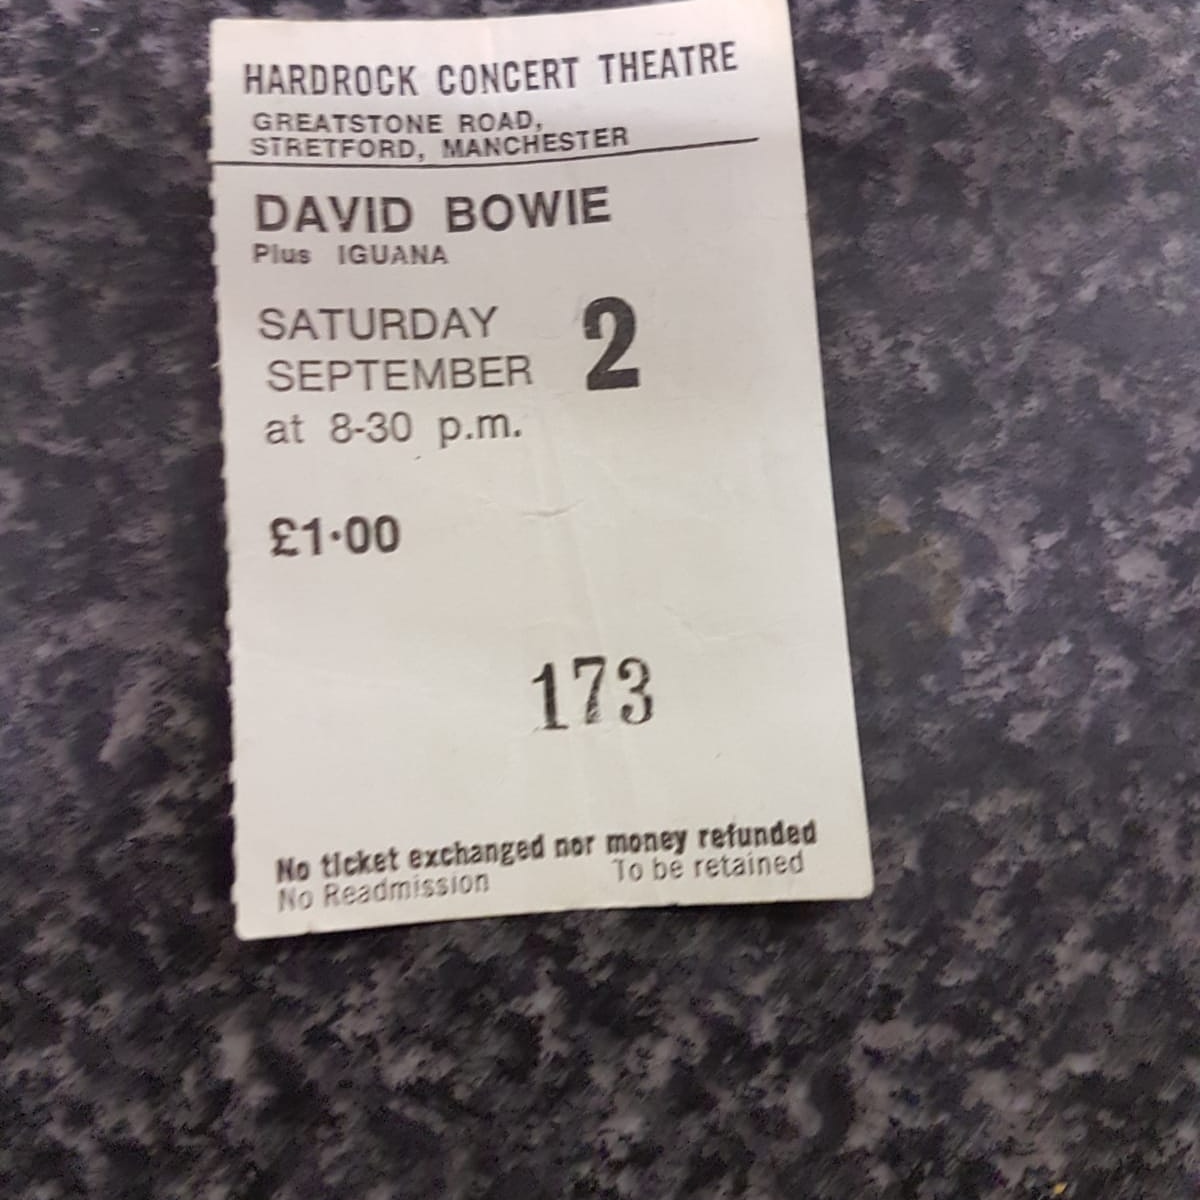 HARDROCK CONCERT THEATRE
GREATSTONE ROAD,
STRETFORD, MANCHESTER
DAVID BOWIE
Plus IGUANA
SATURDAY
SEPTEMBER 2
at 8-30 p.m.
£1·00
173
No ticket exchanged nor money refunded
No Readmission To be retained